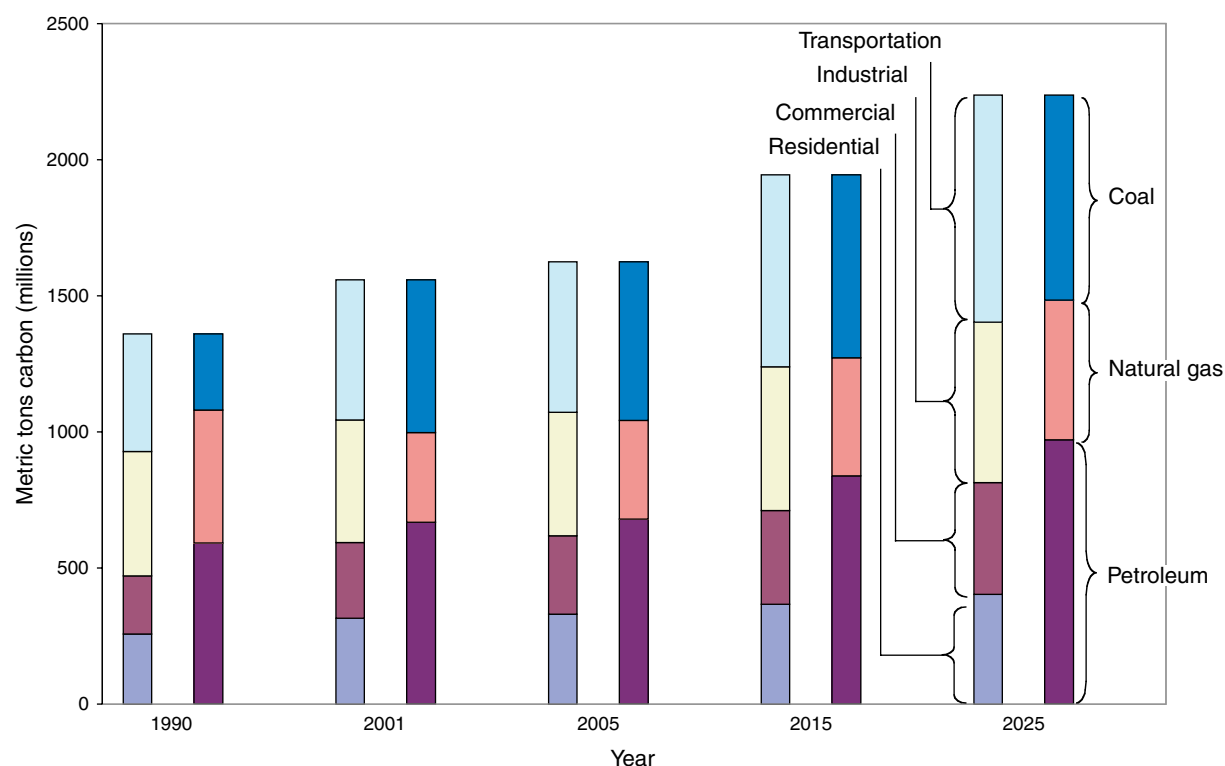 2500
2000
1500
1000
500
0
Metric tons carbon (millions)
Transportation
Industrial
Commercial
Residential
Coal
Natural gas
Petroleum
1990
2001
2005
2015
2025
Year